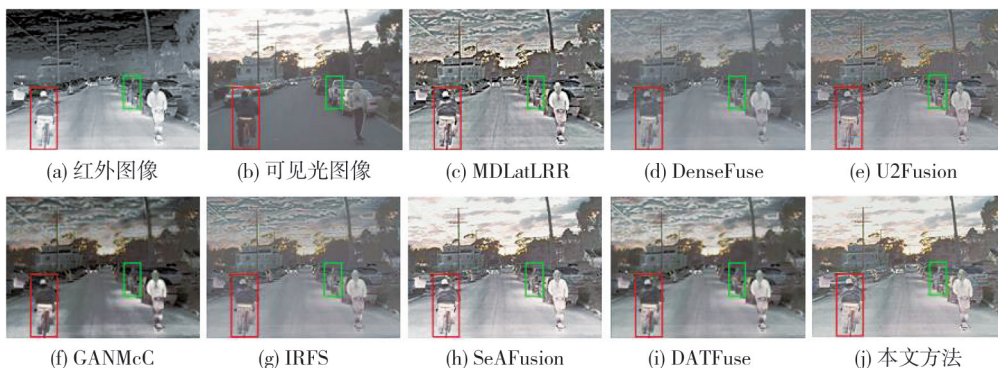 (a) 红外图像 (b) 可见光图像 (c) MDLatLRR (d) DenseFuse (e) U2Fusion
(f) GANMcC (g) IRFS (h) SeAFusion (i) DATFuse (j) 本文方法